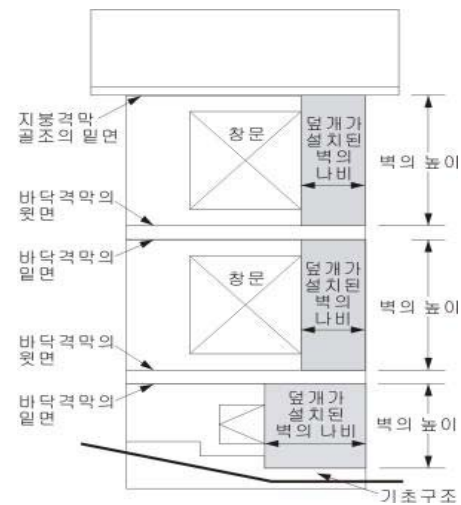 지붕격막
골조의 밑면
창문
덮개가
설치된
벽의
나비
벽의 높이
바닥격막의
윗면
바닥격막의
밑면
창문
덮개가
설치된
벽의
나비
벽의 높이
바닥격막의
윗면
바닥격막의
밑면
덮개가
설치된
벽의 나비
벽의 높이
기초구조